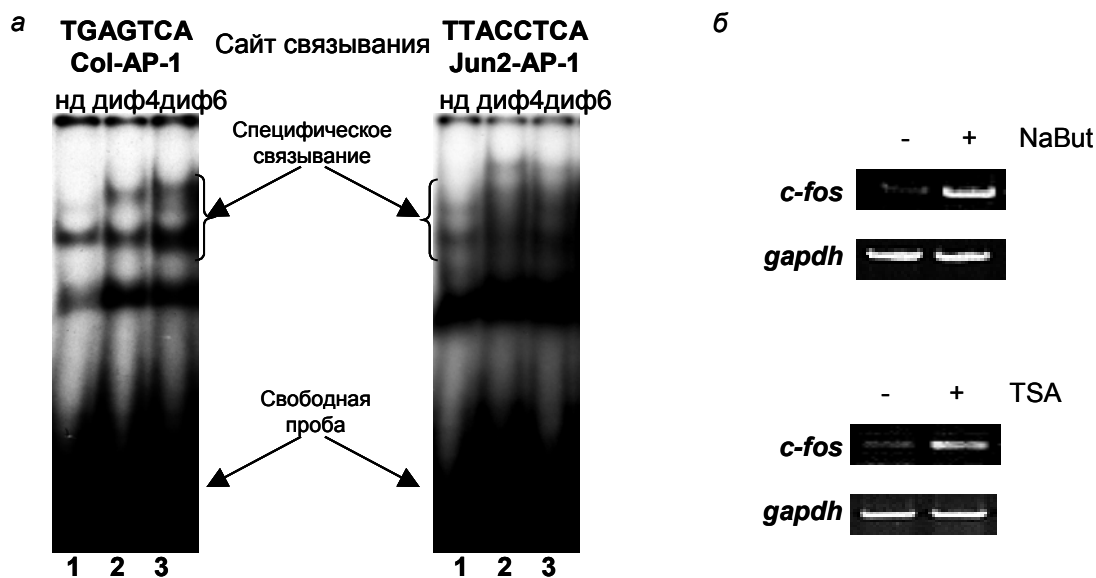 а
TGAGTCA
Col-AP-1
Сайт связывания
TTACCTCA
Jun2-AP-1
нд диф4диф6
нд диф4диф6
Специфическое
связывание
Свободная
проба
1 2 3
1 2 3
б
- + NaBut
c-fos
gapdh
- + TSA
c-fos
gapdh